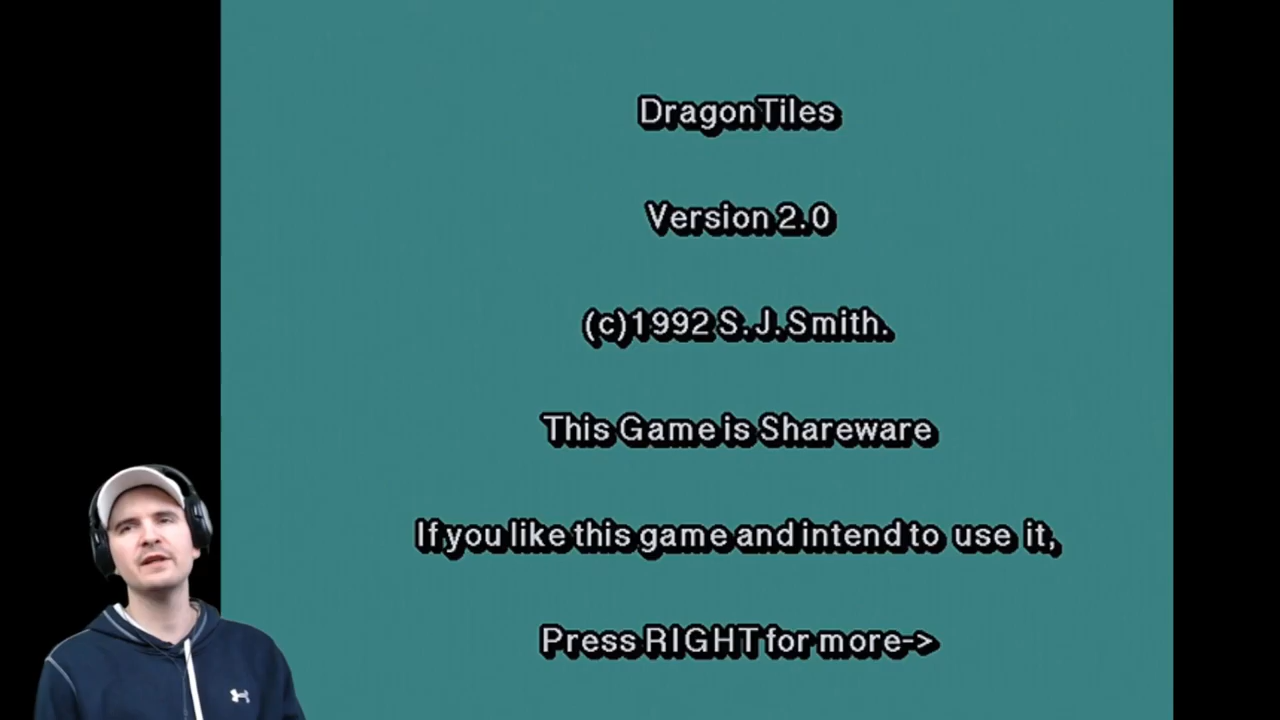 DragonTiles
Version 2.0
(c)1992 S.J.Smith.
This Game is Shareware
If you like this game and intend to use it,
Press RIGHT for more->